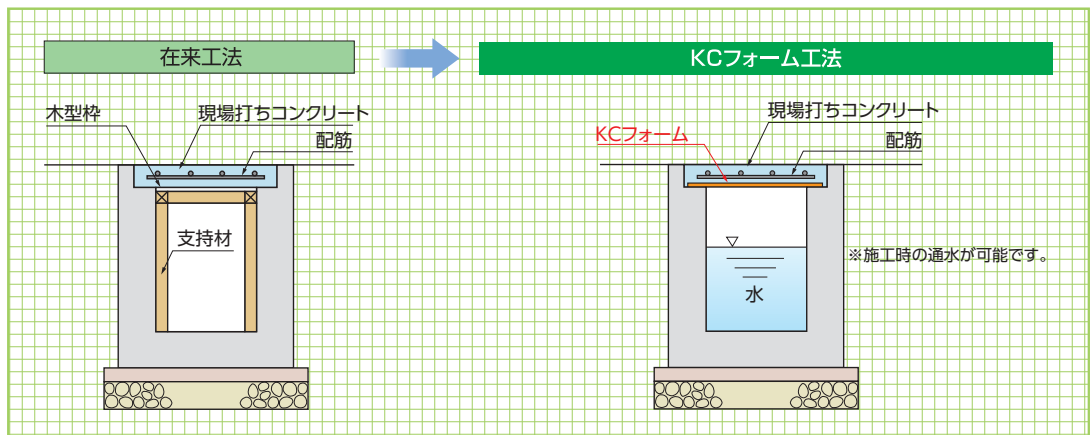 在来工法
KCフォーム工法
木型枠
現場打ちコンクリート
配筋
支持材
現場打ちコンクリート
KCフォーム
配筋
※施工時の通水が可能です。
水